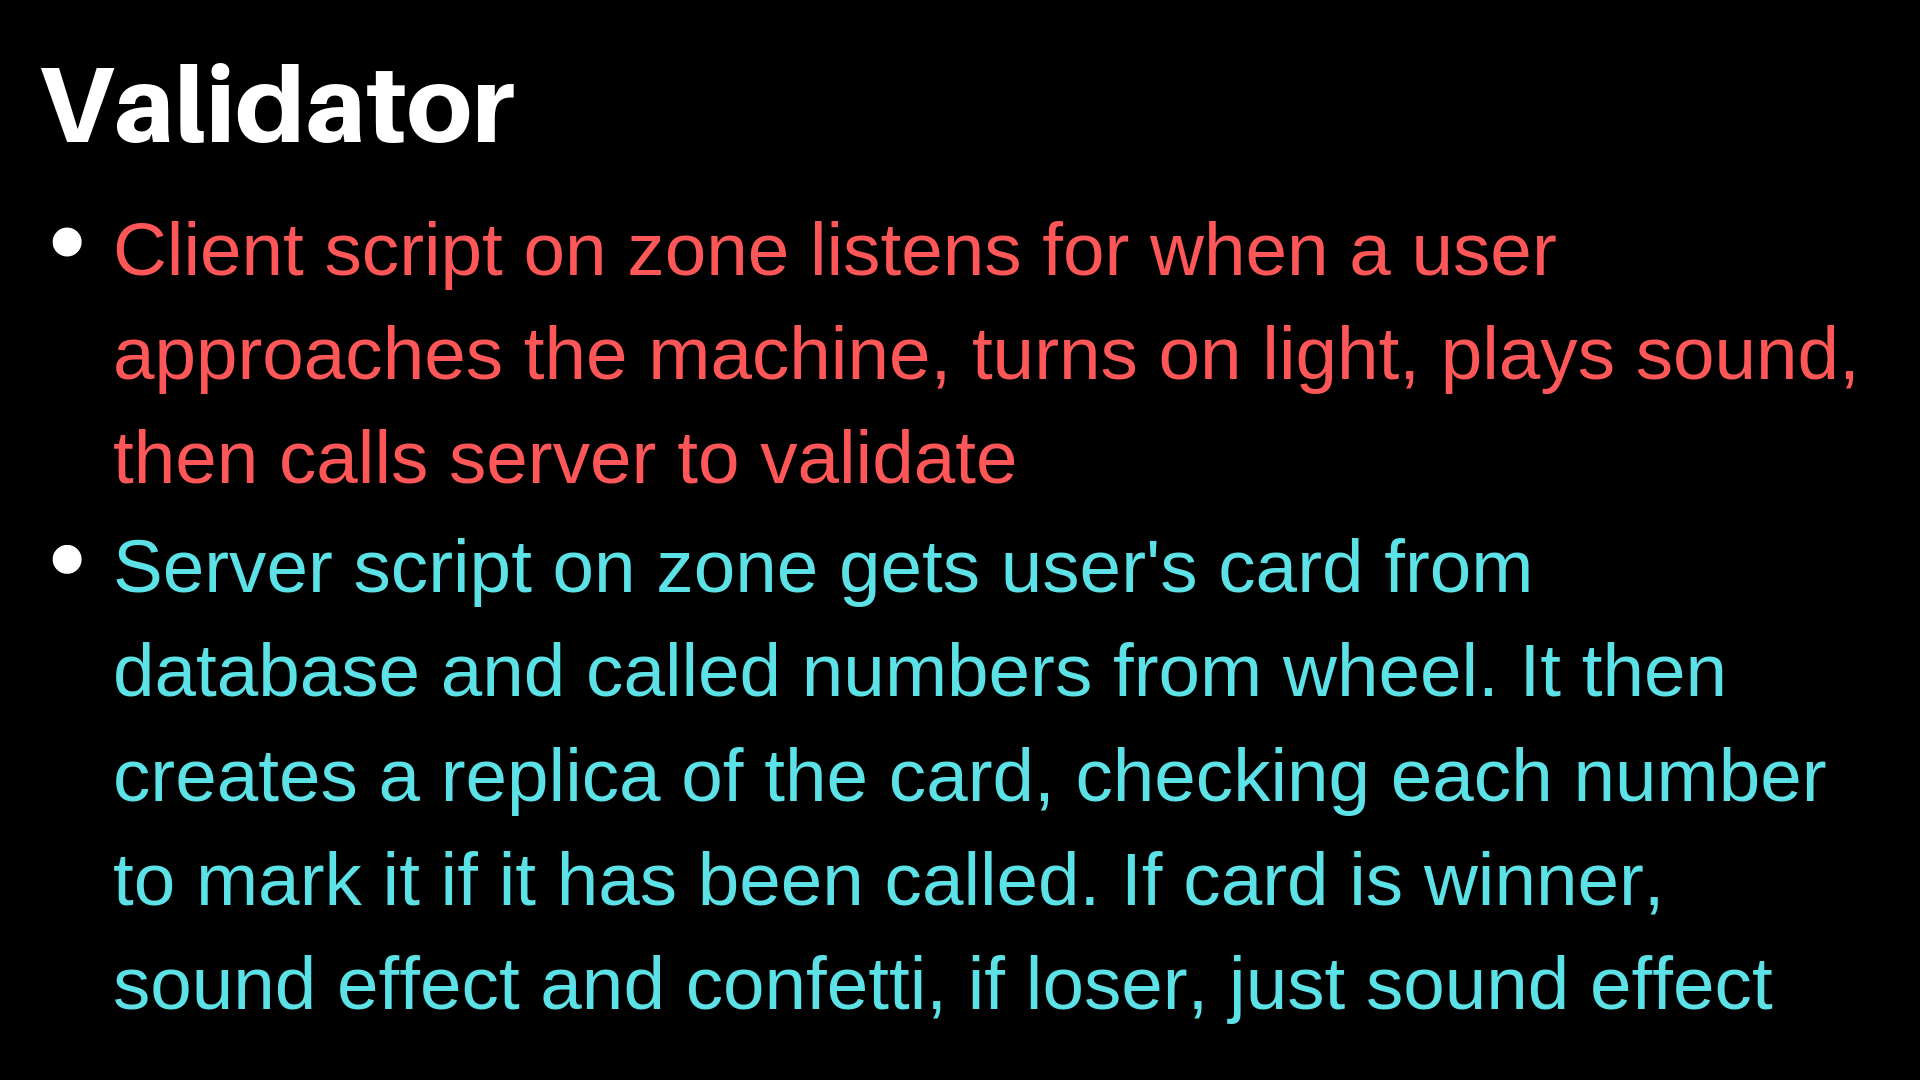 Validator
• Client script on zone listens for when a user
approaches the machine, turns on light, plays sound,
then calls server to validate
• Server script on zone gets user's card from
database and called numbers from wheel. It then
creates a replica of the card, checking each number
to mark it if it has been called. If card is winner,
sound effect and confetti, if loser, just sound effect